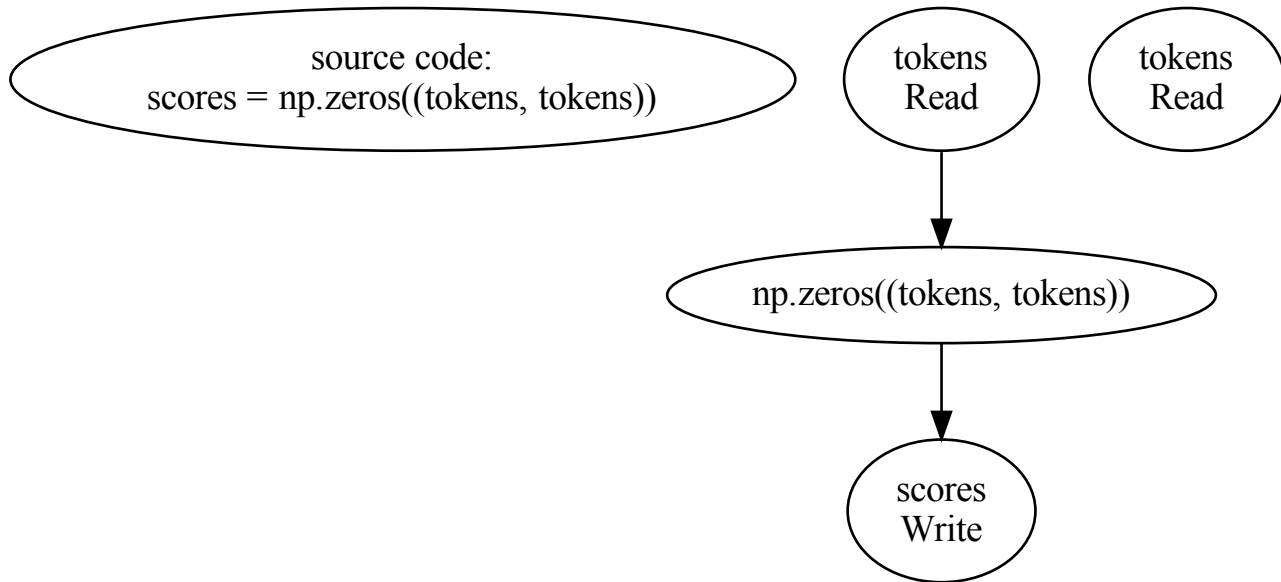 source code:
scores = np.zeros((tokens, tokens))
tokens
Read
tokens
Read
np.zeros((tokens, tokens))
scores
Write